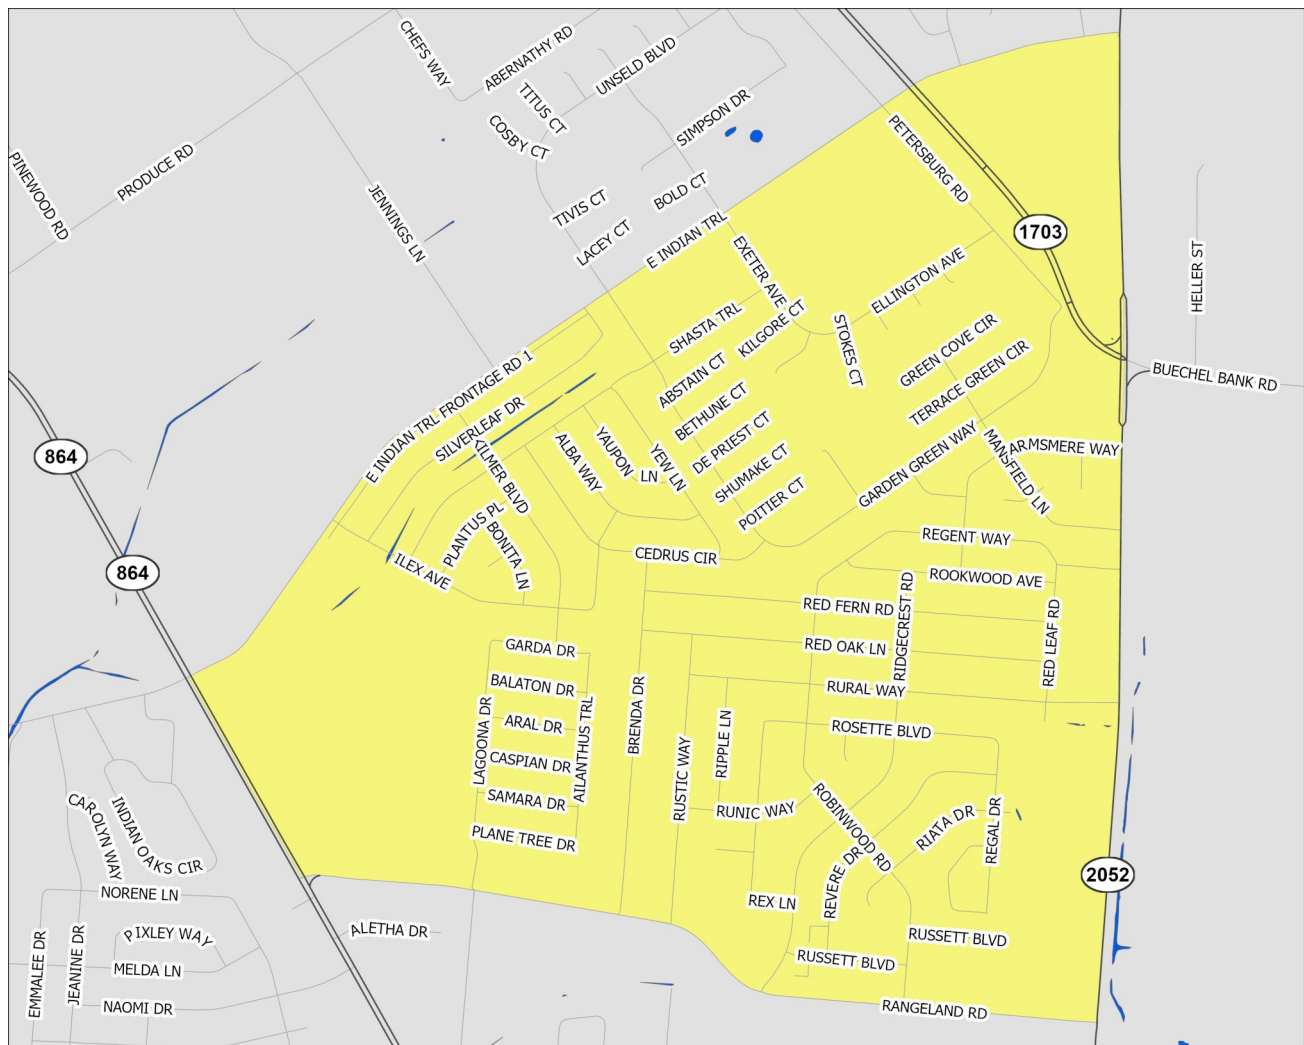 CHEFS WAY
ABERNATHY RD
UNSELD BLVD
TITUS CT
COSBY CT
SIMPSON DR
PINEWOOD RD
PRODUCE RD
JENNINGS LN
TIVIS CT
BOLD CT
LACEY CT
E INDIAN TRL
PETERSBURG RD
1703
HELLER ST
EXETER AVE
ELLINGTON AVE
SHASTA TRL
KILGORE CT
STOKES CT
GREEN COVE CIR
TERRACE GREEN CIR
BUECHEL BANK RD
E INDIAN TRL FRONTAGE RD 1
SILVERLEAF DR
ABSTAIN CT
BETHUNE CT
DE PRIEST CT
SHUMAKE CT
POITIER CT
GARDEN GREEN WAY
MANSFIELD LN
ARMSMERE WAY
864
KILMER BLVD
ALBA WAY
YAUPON LN
YEW LN
PLANTUS PL
BONITA LN
ILEX AVE
CEDRUS CIR
864
REGENT WAY
ROOKWOOD AVE
RED FERN RD
RIDGECREST RD
RED OAK LN
RED LEAF RD
RURAL WAY
ROSETTE BLVD
GARDA DR
BALATON DR
ARAL DR
CASPIAN DR
SAMARA DR
PLANE TREE DR
LAGOONA DR
AILANTHUS TRL
BRENDA DR
RUSTIC WAY
RIPPLE LN
RUNIC WAY
ROBINWOOD RD
RIATA DR
REGAL DR
REVERE DR
REX LN
RUSSETT BLVD
RUSSETT BLVD
RANGELAND RD
2052
CAROLYN WAY
INDIAN OAKS CIR
NORENE LN
PIXLEY WAY
MELDA LN
NAOMI DR
EMMALEE DR
JEANINE DR
ALETHA DR